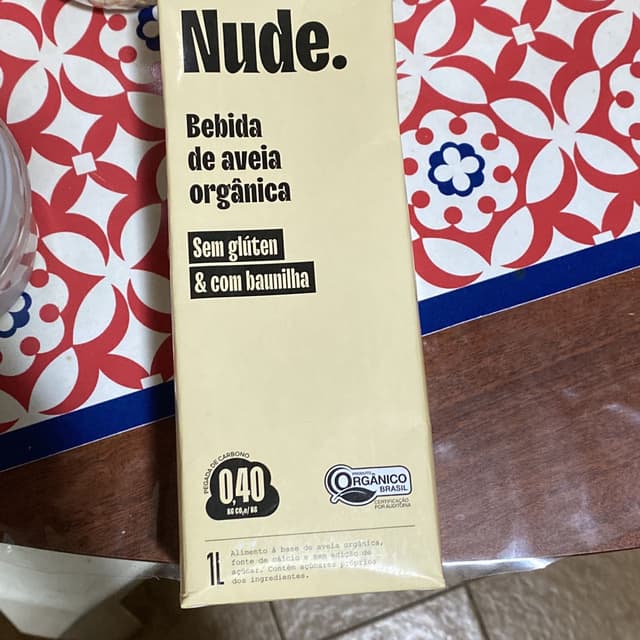 Nude.
Bebida
de aveia
orgânica
Sem glúten
& com baunilha
PEGADA DE CARBONO
0,40
KG CO₂e/ KG
PRODUTO
ORGÂNICO
BRASIL
CERTIFICAÇÃO
POR AUDITORIA
1L
Alimento à base de aveia orgânica,
fonte de cálcio e sem adição de
açúcar. Contém açúcares próprios
dos ingredientes.